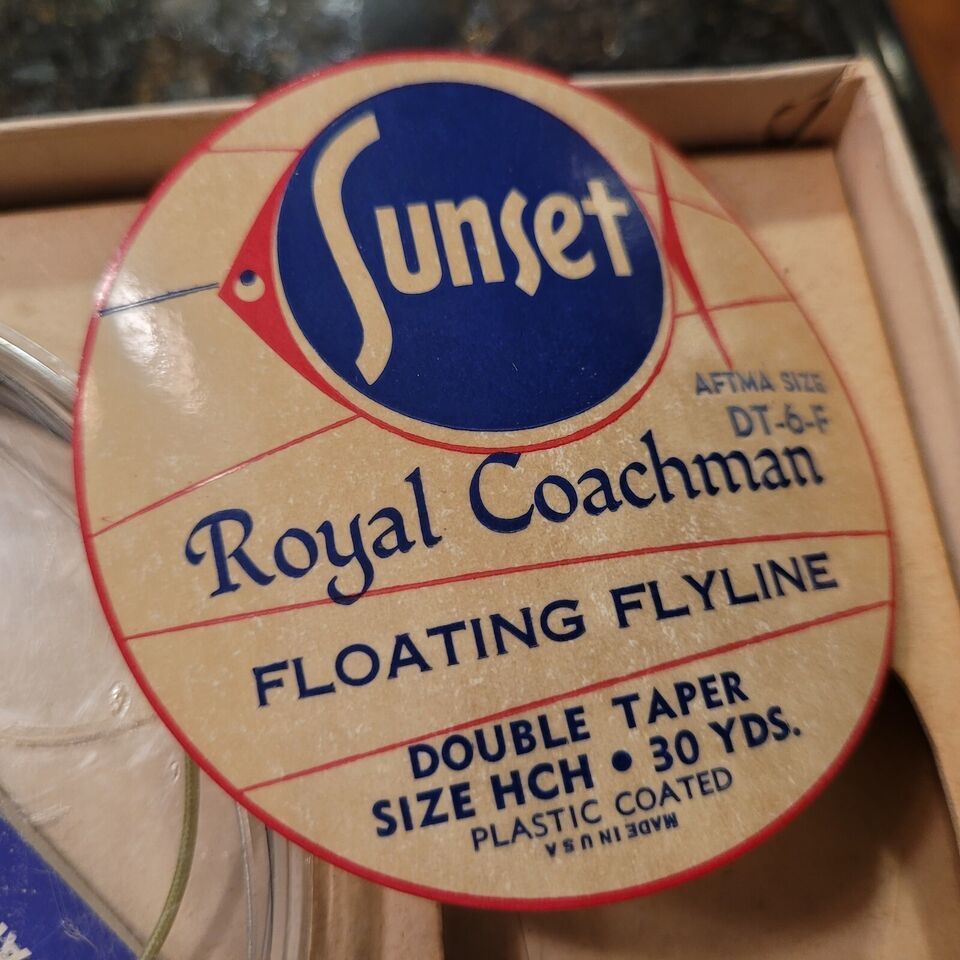 Sunset
AFTMA SIZE
DT-6-F
Royal Coachman
FLOATING FLYLINE
DOUBLE TAPER
SIZE HCH • 30 YDS.
PLASTIC COATED
MADE IN USA